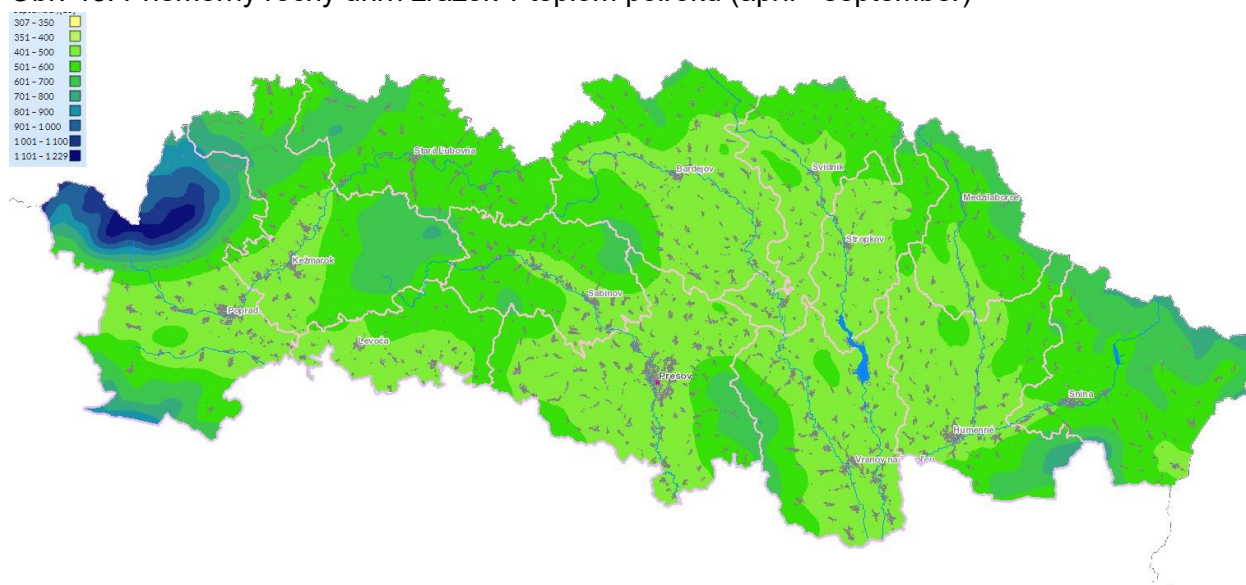 307 – 350
351 – 400
401 – 500
501 – 600
601 – 700
701 – 800
801 – 900
901 – 1 000
1 001 – 1 100
1 101 – 1 229
Stará Ľubovňa
Bardejov
Svidník
Medzilaborce
Stropkov
Kežmarok
Sabinov
Poprad
Levoča
Prešov
Snina
Humenné
Vranov na